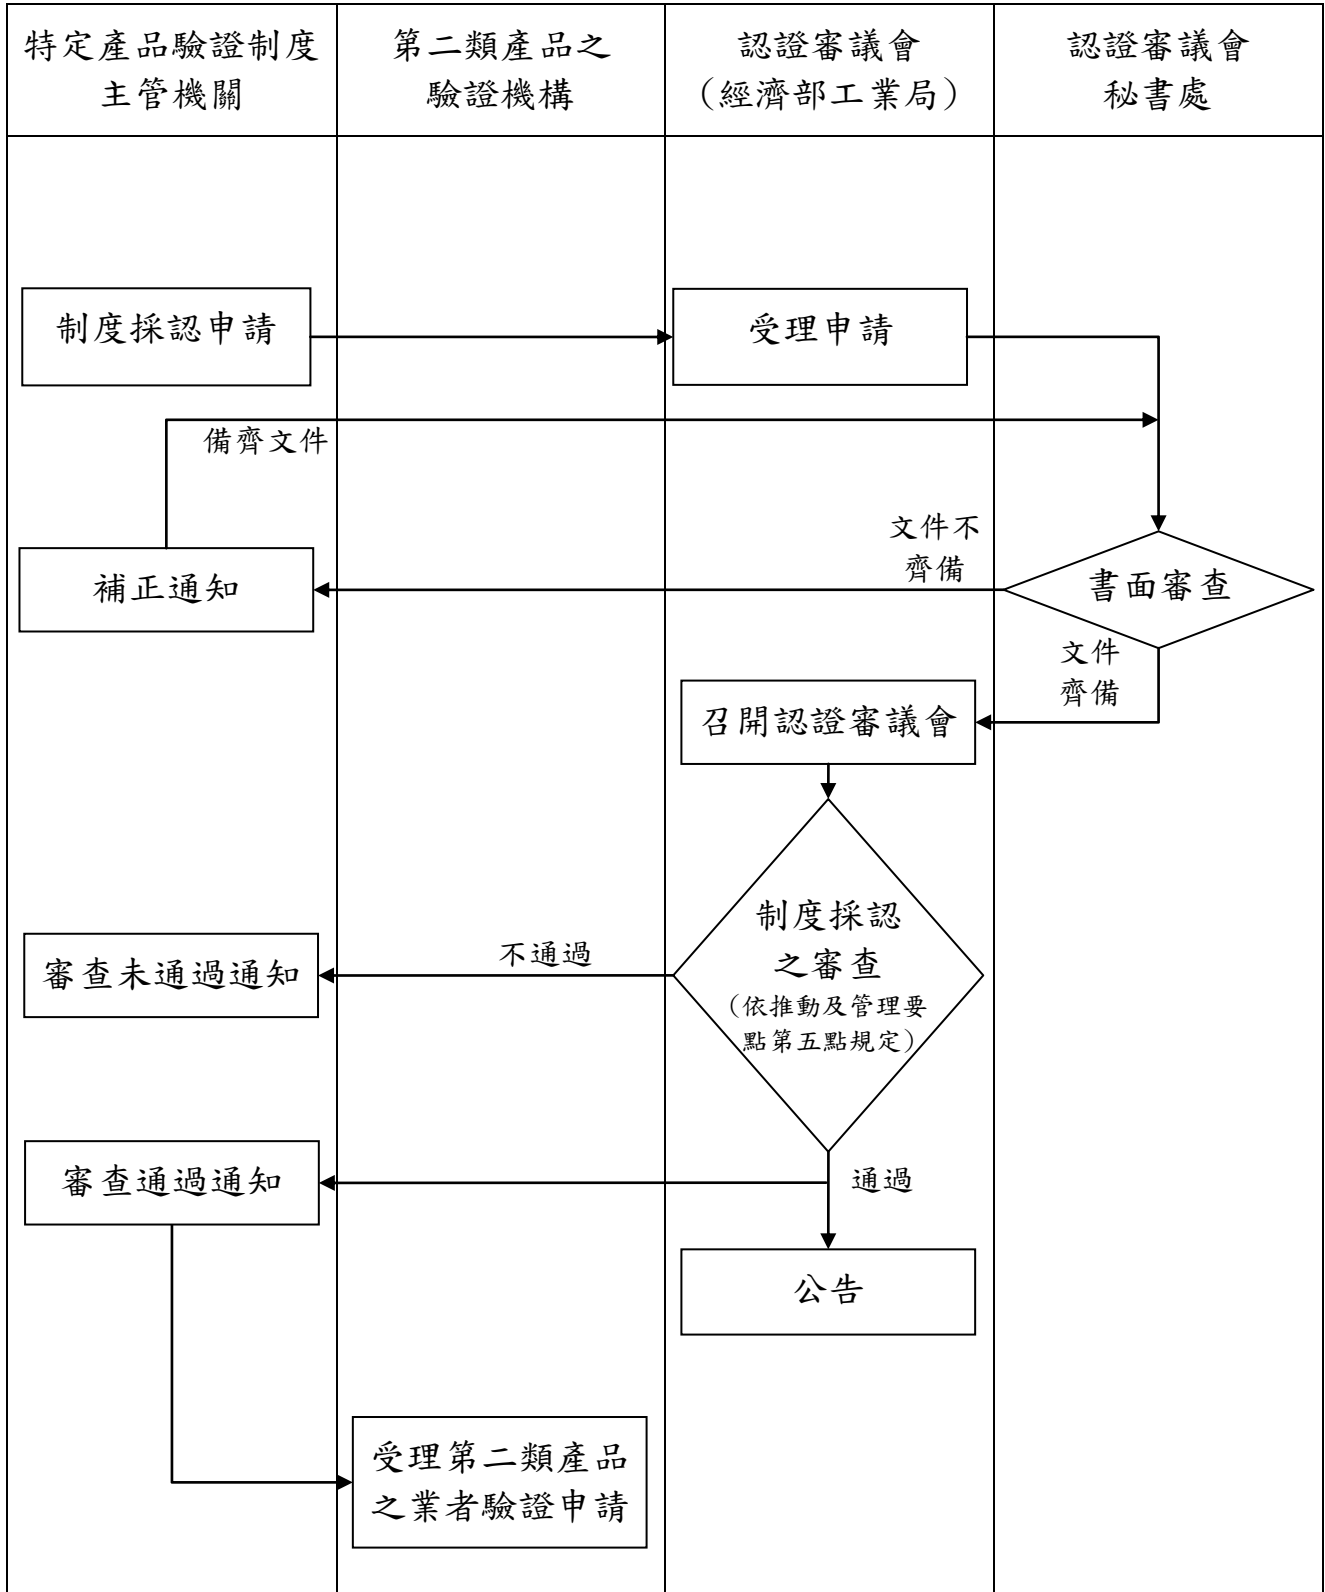 特定產品驗證制度
主管機關
第二類產品之
驗證機構
認證審議會
（經濟部工業局）
認證審議會
秘書處
制度採認申請
受理申請
備齊文件
文件不
齊備
補正通知
書面審查
文件
齊備
召開認證審議會
制度採認
之審查
（依推動及管理要
點第五點規定）
不通過
審查未通過通知
審查通過通知
通過
公告
受理第二類產品
之業者驗證申請